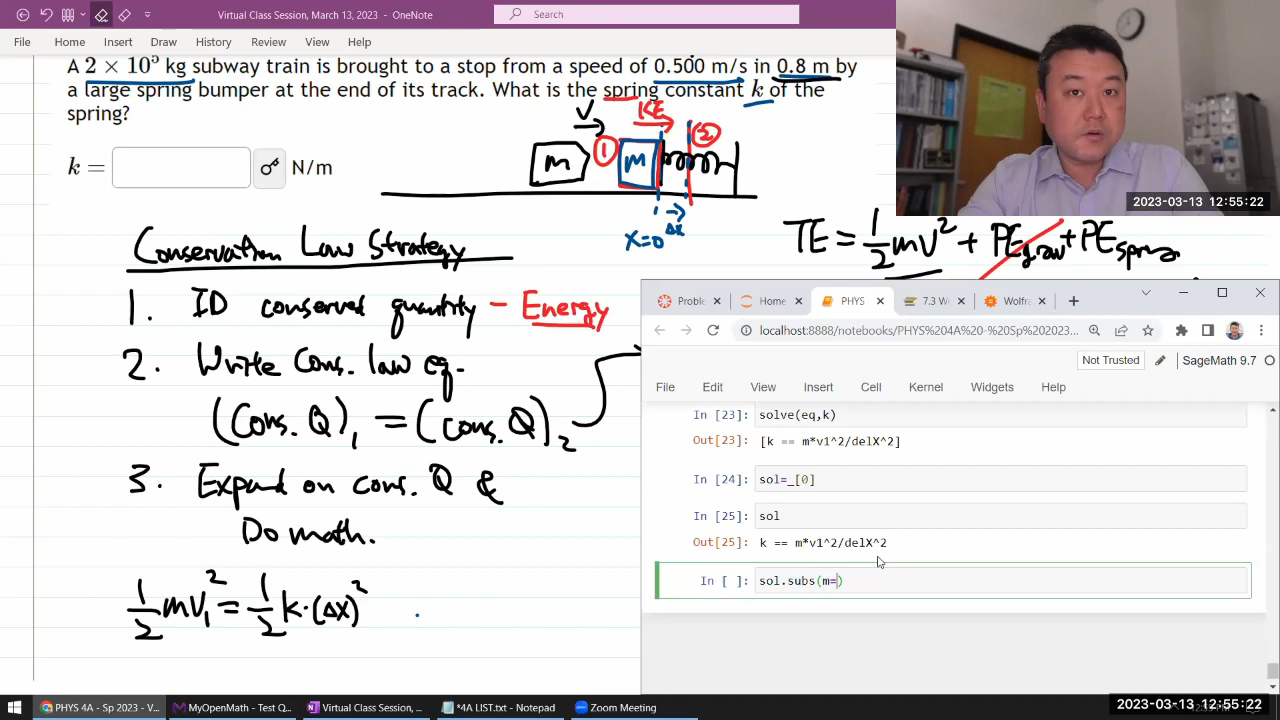 Virtual Class Session, March 13, 2023 - OneNote
Search
File Home Insert Draw History Review View Help
A 2 × 10⁵ kg subway train is brought to a stop from a speed of 0.500 m/s in 0.8 m by
a large spring bumper at the end of its track. What is the spring constant k of the
spring?
k = N/m
V KE
m 1 m 2
x=0 Δx
TE = 1/2 mv² + PEgrav + PEspring
Conservation Law Strategy
1. ID conserved quantity - Energy
2. Write Cons. law eq.
(Cons. Q)₁ = (Cons. Q)₂
3. Expand on cons. Q &
Do math.
1/2 mv₁² = 1/2 k·(Δx)²
Proble Home PHYS 7.3 W Wolfra
localhost:8888/notebooks/PHYS%204A%20-%20Sp%202023...
Not Trusted SageMath 9.7
File Edit View Insert Cell Kernel Widgets Help
In [23]: solve(eq,k)
Out[23]: [k == m*v1^2/delX^2]
In [24]: sol=_[0]
In [25]: sol
Out[25]: k == m*v1^2/delX^2
In [ ]: sol.subs(m=)
2023-03-13 12:55:22
PHYS 4A - Sp 2023 - V...
MyOpenMath - Test Q...
Virtual Class Session, ...
*4A LIST.txt - Notepad
Zoom Meeting
2023-03-13 12:55:22